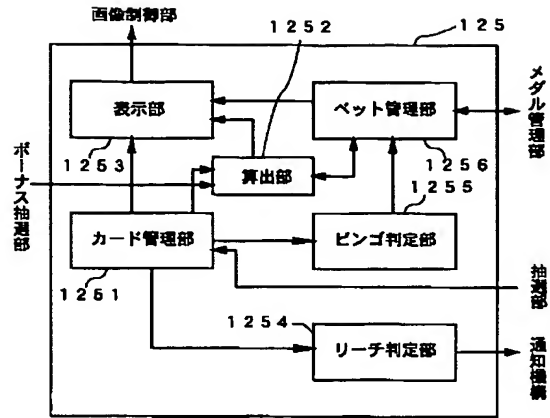 画像制御部
１２５２
１２５
表示部
ベット管理部
メダル管理部
１２５３
１２５６
算出部
ボーナス抽選部
１２５５
カード管理部
ビンゴ判定部
１２５１
抽選部
１２５４
リーチ判定部
通知機構